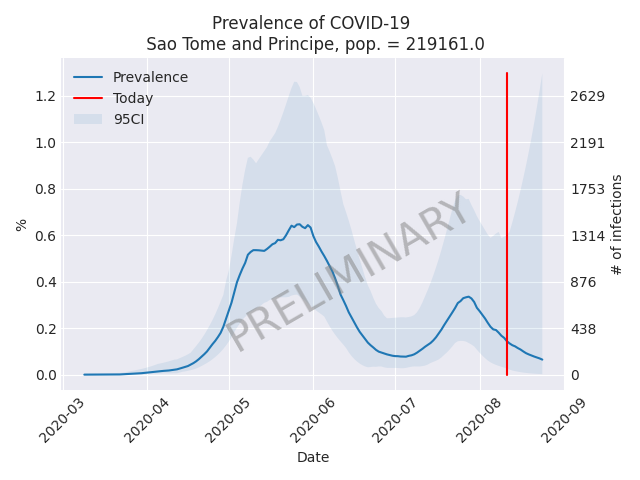 Prevalence of COVID-19
Sao Tome and Principe, pop. = 219161.0
Prevalence
Today
95CI
1.2
1.0
0.8
0.6
0.4
0.2
0.0
%
2629
2191
1753
1314
876
438
0
# of infections
PRELIMINARY
2020-03
2020-04
2020-05
2020-06
2020-07
2020-08
2020-09
Date